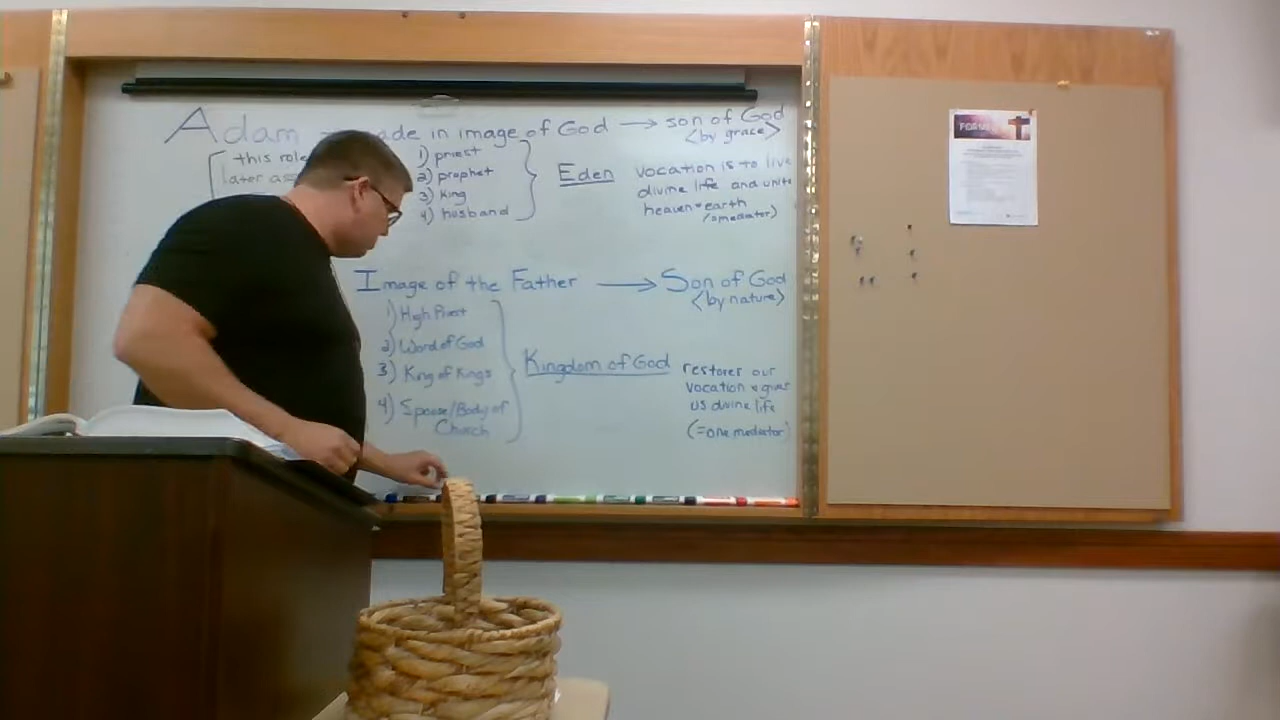 Adam ade in image of God → son of God
<by grace>
this role
later as
1) priest
2) prophet
3) King
4) husband
Eden
vocation is to live
divine life and unite
heaven + earth
(=mediator)
Image of the Father → Son of God
<by nature>
1) High Priest
2) Word of God
3) King of Kings
4) Spouse/Body of
Church
Kingdom of God
restores our
vocation + gives
us divine life
(=one mediator)